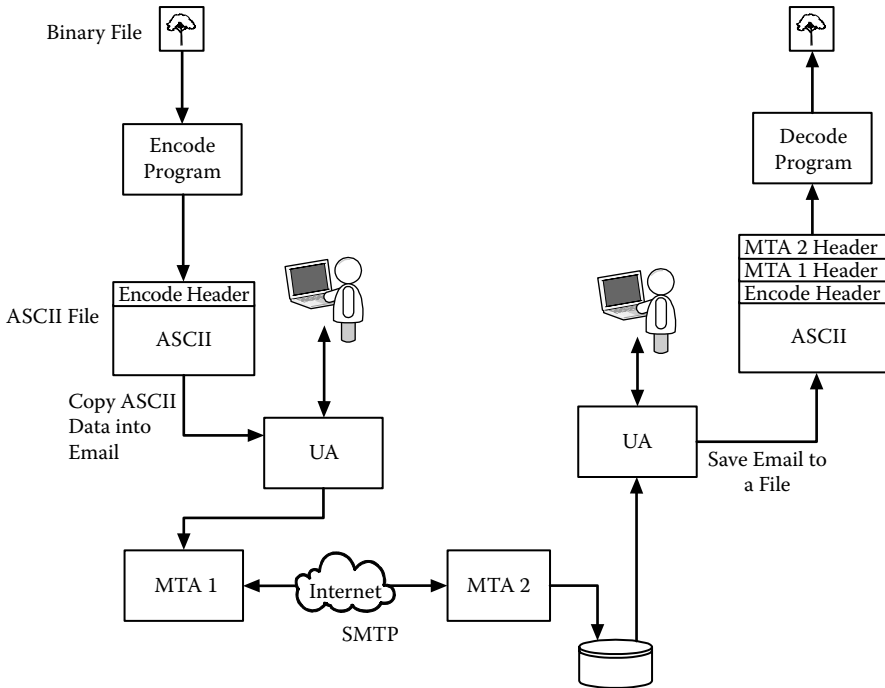 Binary File
Encode
Program
Decode
Program
MTA 2 Header
MTA 1 Header
Encode Header
ASCII
Encode Header
ASCII File
ASCII
Copy ASCII
Data into
Email
UA
UA
Save Email to
a File
MTA 1
Internet
MTA 2
SMTP